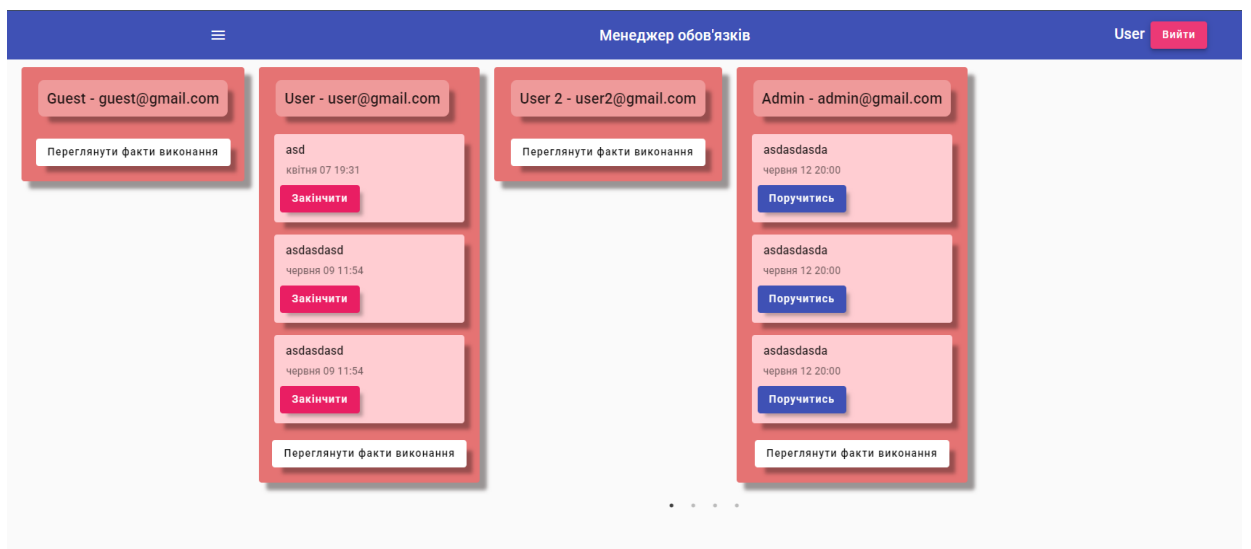 Менеджер обов'язків
User Вийти
Guest - guest@gmail.com
Переглянути факти виконання
User - user@gmail.com
asd
квітня 07 19:31
Закінчити
asdasdasd
червня 09 11:54
Закінчити
asdasdasd
червня 09 11:54
Закінчити
Переглянути факти виконання
User 2 - user2@gmail.com
Переглянути факти виконання
Admin - admin@gmail.com
asdasdasda
червня 12 20:00
Поручитись
asdasdasda
червня 12 20:00
Поручитись
asdasdasda
червня 12 20:00
Поручитись
Переглянути факти виконання